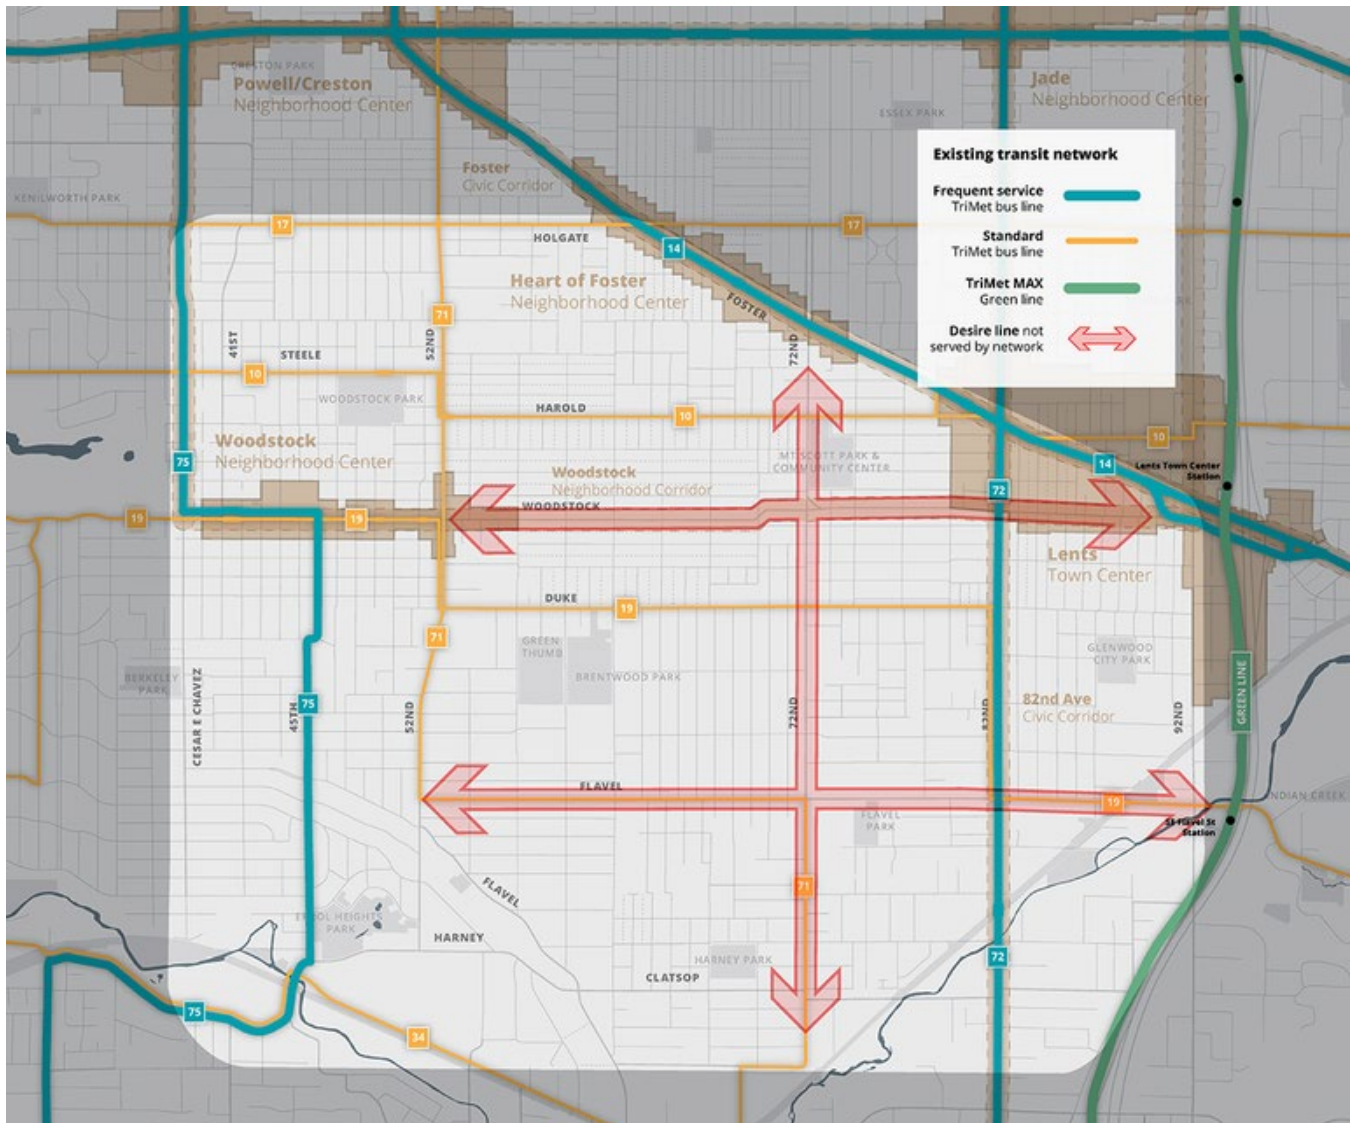 CRESTON PARK
Powell/Creston
Neighborhood Center
Jade
Neighborhood Center
ESSEX PARK
Existing transit network
Frequent service
TriMet bus line
Standard
TriMet bus line
TriMet MAX
Green line
Desire line not
served by network
Foster
Civic Corridor
KENILWORTH PARK
17
17
HOLGATE
14
Heart of Foster
Neighborhood Center
FOSTER
71
41ST
52ND
72ND
STEELE
10
WOODSTOCK PARK
HAROLD
10
10
Woodstock
Neighborhood Center
75
MT SCOTT PARK &
COMMUNITY CENTER
14
Lents Town Center
Station
Woodstock
Neighborhood Corridor
72
WOODSTOCK
19
19
Lents
Town Center
DUKE
19
71
GREEN
THUMB
BRENTWOOD PARK
GLENWOOD
CITY PARK
BERKELEY
PARK
CESAR E CHAVEZ
75
45TH
52ND
72ND
82ND
82nd Ave
Civic Corridor
92ND
GREEN LINE
FLAVEL
19
INDIAN CREEK
FLAVEL
PARK
SE Flavel St
Station
71
FLAVEL
ERROL HEIGHTS
PARK
HARNEY
HARNEY PARK
72
CLATSOP
75
34